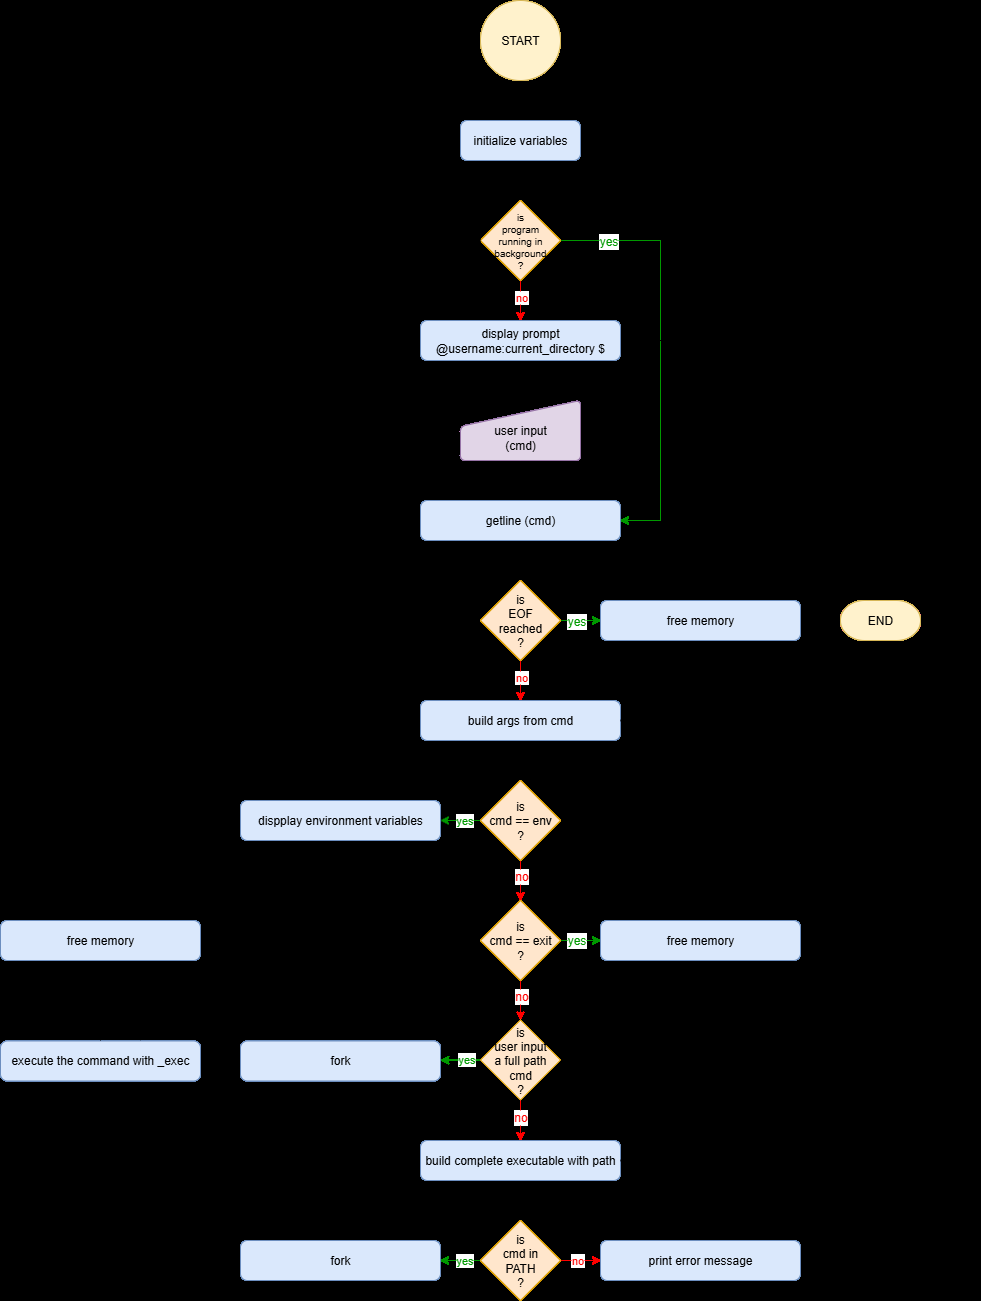 START
initialize variables
is
program
running in
background
?
yes
no
display prompt
@username:current_directory $
user input
(cmd)
getline (cmd)
is
EOF
reached
?
yes
free memory
END
no
build args from cmd
is
cmd == env
?
yes
dispplay environment variables
no
is
cmd == exit
?
yes
free memory
free memory
no
is
user input
a full path
cmd
?
yes
fork
execute the command with _exec
no
build complete executable with path
is
cmd in
PATH
?
yes
fork
no
print error message